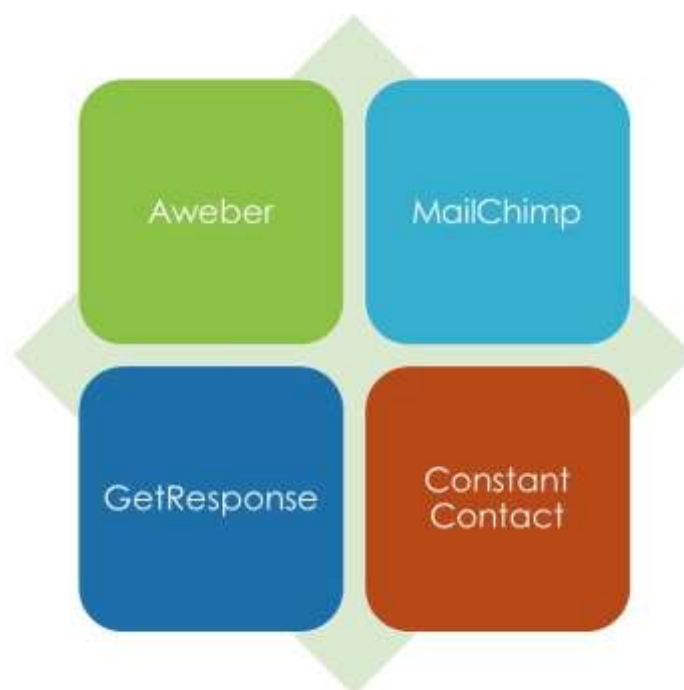 Aweber
MailChimp
GetResponse
Constant
Contact